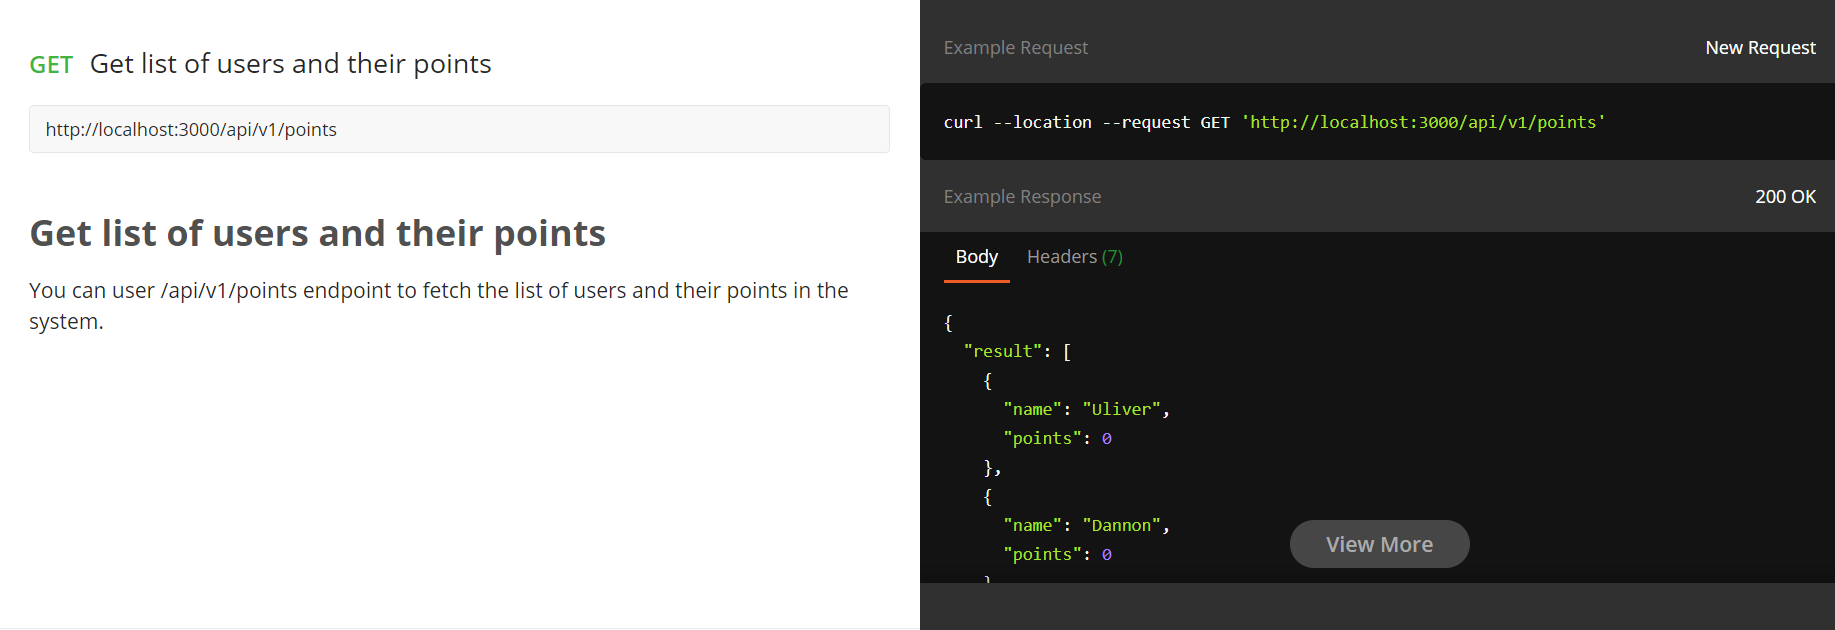 GET Get list of users and their points
http://localhost:3000/api/v1/points
Get list of users and their points
You can user /api/v1/points endpoint to fetch the list of users and their points in the
system.
Example Request
New Request
curl --location --request GET 'http://localhost:3000/api/v1/points'
Example Response
200 OK
Body Headers (7)
{
"result": [
{
"name": "Uliver",
"points": 0
},
{
"name": "Dannon",
"points": 0
}
View More